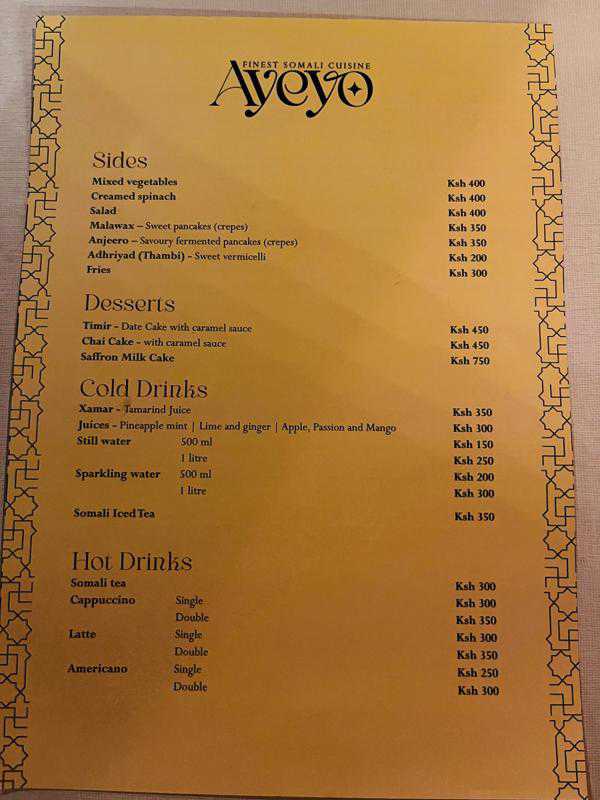 FINEST SOMALI CUISINE
Ayeyo
Sides
Mixed vegetables Ksh 400
Creamed spinach Ksh 400
Salad Ksh 400
Malawax – Sweet pancakes (crepes) Ksh 350
Anjeero – Savoury fermented pancakes (crepes) Ksh 350
Adhriyad (Thambi) - Sweet vermicelli Ksh 200
Fries Ksh 300
Desserts
Timir - Date Cake with caramel sauce Ksh 450
Chai Cake - with caramel sauce Ksh 450
Saffron Milk Cake Ksh 750
Cold Drinks
Xamar - Tamarind Juice Ksh 350
Juices - Pineapple mint | Lime and ginger | Apple, Passion and Mango Ksh 300
Still water 500 ml Ksh 150
1 litre Ksh 250
Sparkling water 500 ml Ksh 200
1 litre Ksh 300
Somali Iced Tea Ksh 350
Hot Drinks
Somali tea Ksh 300
Cappuccino Single Ksh 300
Double Ksh 350
Latte Single Ksh 300
Double Ksh 350
Americano Single Ksh 250
Double Ksh 300